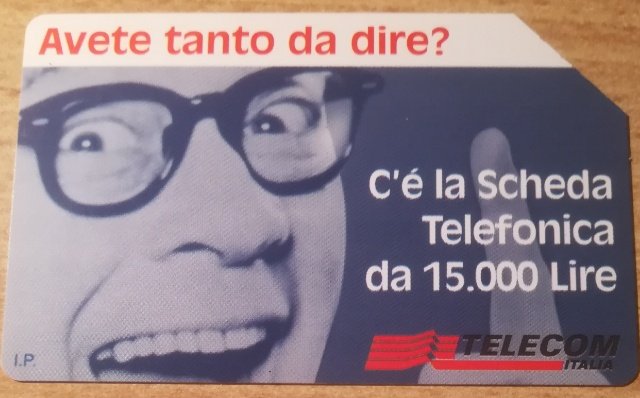 Avete tanto da dire?
C'é la Scheda
Telefonica
da 15.000 Lire
TELECOM
ITALIA
I.P.